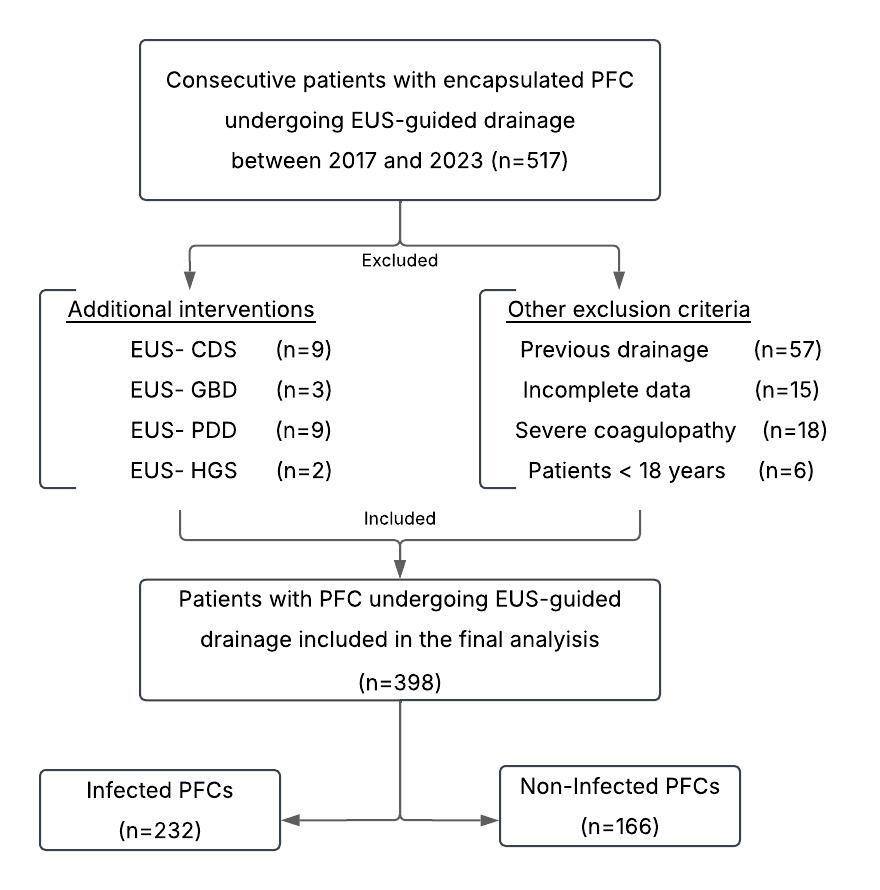 Consecutive patients with encapsulated PFC
undergoing EUS-guided drainage
between 2017 and 2023 (n=517)
Excluded
Additional interventions
EUS- CDS (n=9)
EUS- GBD (n=3)
EUS- PDD (n=9)
EUS- HGS (n=2)
Other exclusion criteria
Previous drainage (n=57)
Incomplete data (n=15)
Severe coagulopathy (n=18)
Patients < 18 years (n=6)
Included
Patients with PFC undergoing EUS-guided
drainage included in the final analyisis
(n=398)
Infected PFCs
(n=232)
Non-Infected PFCs
(n=166)